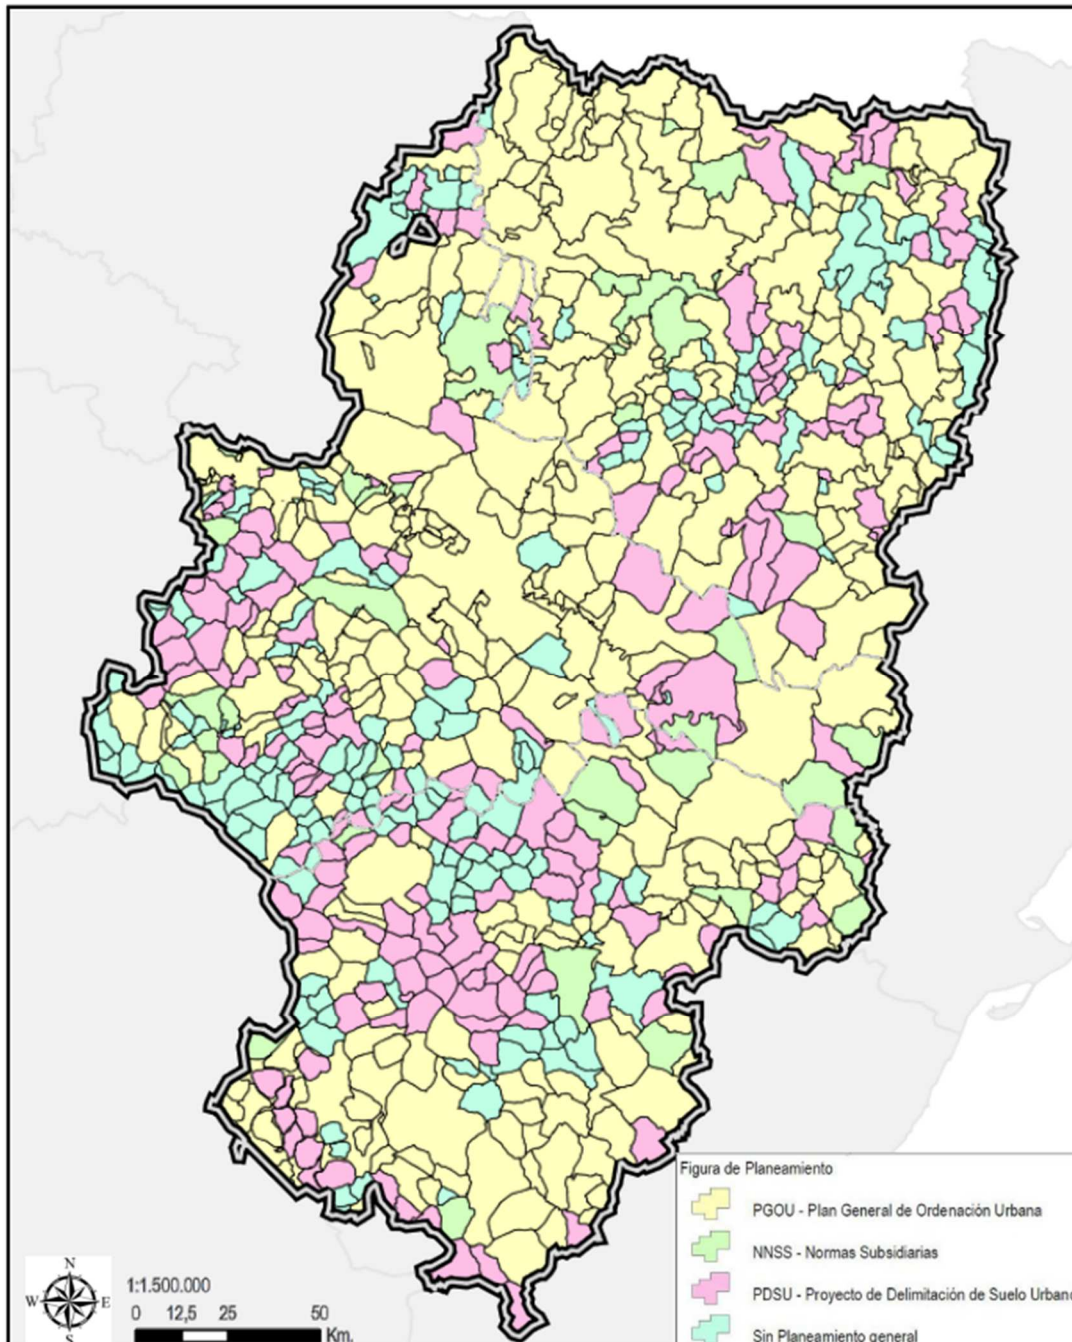 Figura de Planeamiento
PGOU - Plan General de Ordenación Urbana
NNSS - Normas Subsidiarias
PDSU - Proyecto de Delimitación de Suelo Urbano
Sin Planeamiento general
N
W E
S
1:1.500.000
0 12,5 25 50
Km.